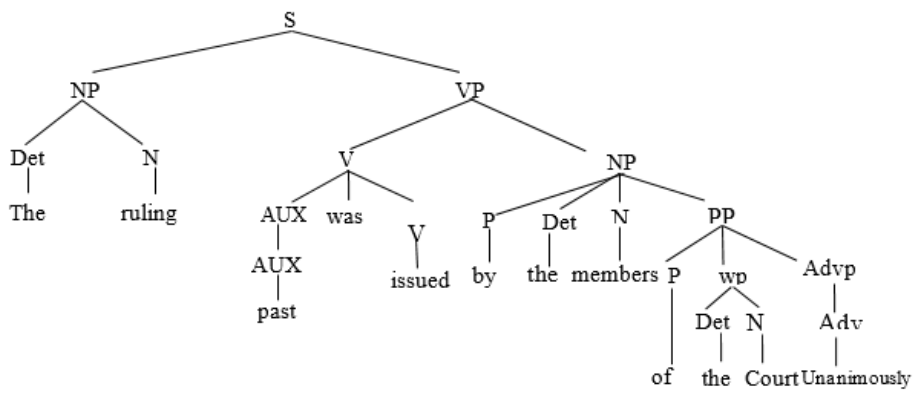 S
NP VP
Det N V NP
The ruling AUX was V P Det N PP
AUX issued by the members P wp Advp
past Det N Adv
of the Court Unanimously